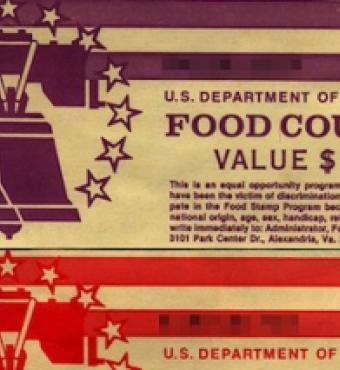 U.S. DEPARTMENT OF
FOOD COU
VALUE $
This is an equal opportunity program
have been the victim of discrimination
pate in the Food Stamp Program bec
national origin, age, sex, handicap, rel
write immediately to: Administrator, Fo
3101 Park Center Dr., Alexandria, Va.
U.S. DEPARTMENT OF